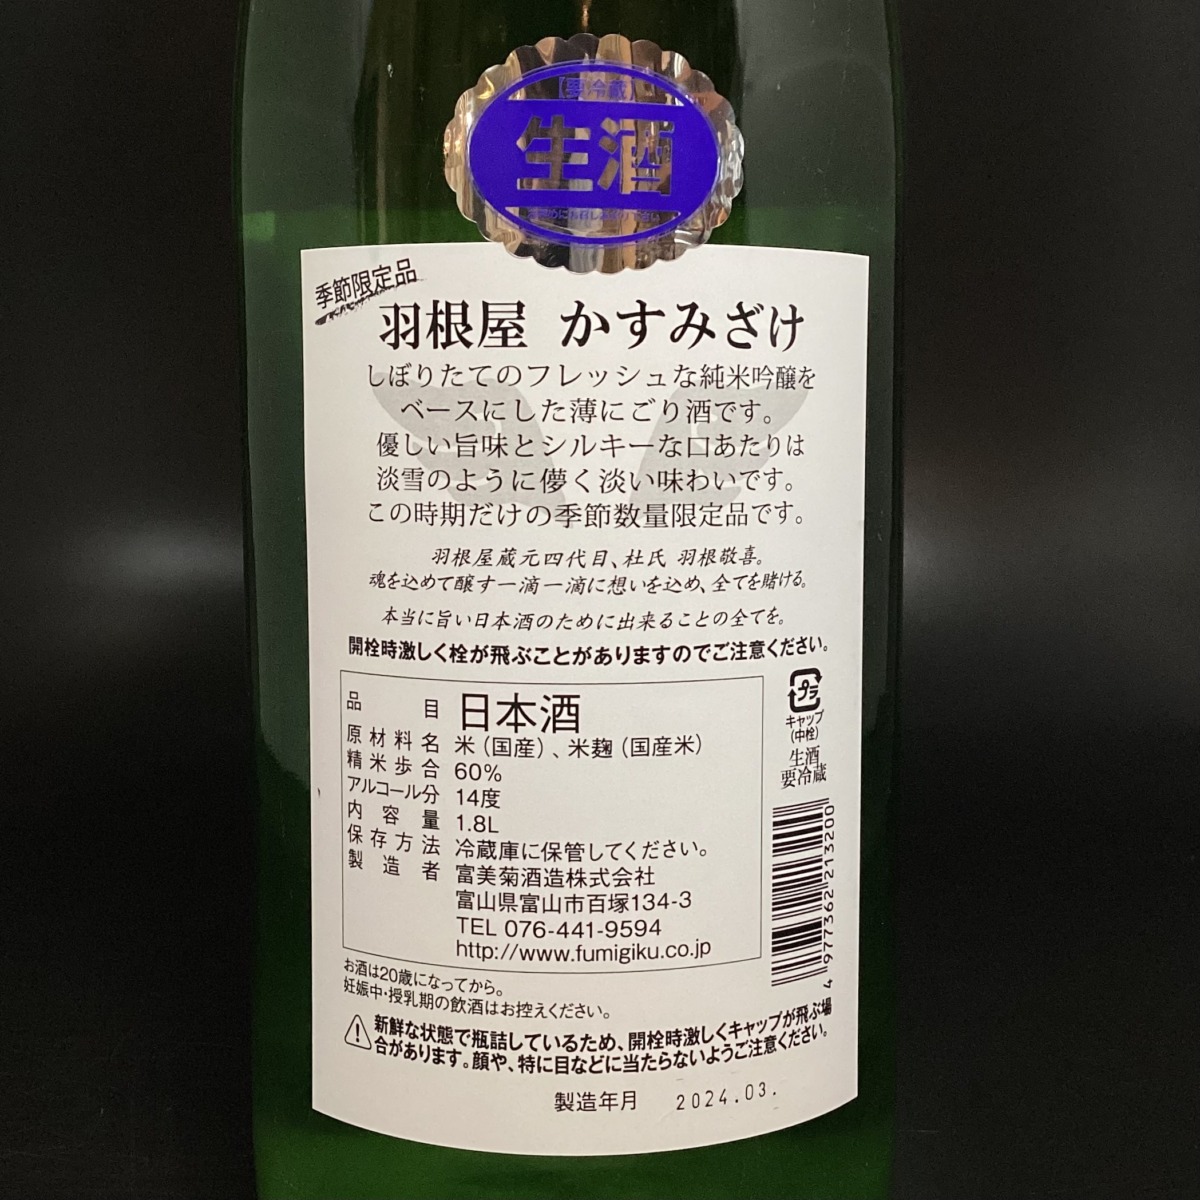 【要冷蔵】
生酒
お早めにお召し上り下さい
季節限定品
羽根屋 かすみざけ
しぼりたてのフレッシュな純米吟醸を
ベースにした薄にごり酒です。
優しい旨味とシルキーな口あたりは
淡雪のように儚く淡い味わいです。
この時期だけの季節数量限定品です。
羽根屋蔵元四代目、杜氏 羽根敬喜。
魂を込めて醸す一滴一滴に想いを込め、全てを賭ける。
本当に旨い日本酒のために出来ることの全てを。
開栓時激しく栓が飛ぶことがありますのでご注意ください。
品目 日本酒
原材料名 米（国産）、米麹（国産米）
精米歩合 60%
アルコール分 14度
内容量 1.8L
保存方法 冷蔵庫に保管してください。
製造者 富美菊酒造株式会社
富山県富山市百塚134-3
TEL 076-441-9594
http://www.fumigiku.co.jp
プラ
キャップ
(中栓)
生酒
要冷蔵
4 977362 213200
お酒は20歳になってから。
妊娠中・授乳期の飲酒はお控えください。
新鮮な状態で瓶詰しているため、開栓時激しくキャップが飛ぶ場
合があります。顔や、特に目などに当たらないようご注意ください。
製造年月 2024.03.